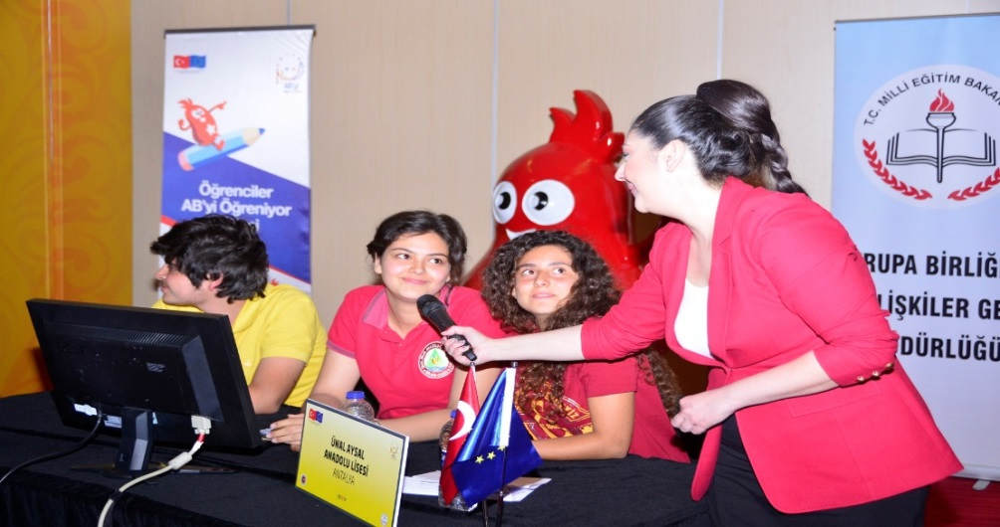 Öğrenciler
AB'yi Öğreniyor
T.C. MİLLÎ EĞİTİM BAKAN
RUPA BİRLİĞ
LİŞKİLER GE
DÜRLÜĞÜ
ÜNAL AYSAL
ANADOLU LİSESİ
ANTALYA